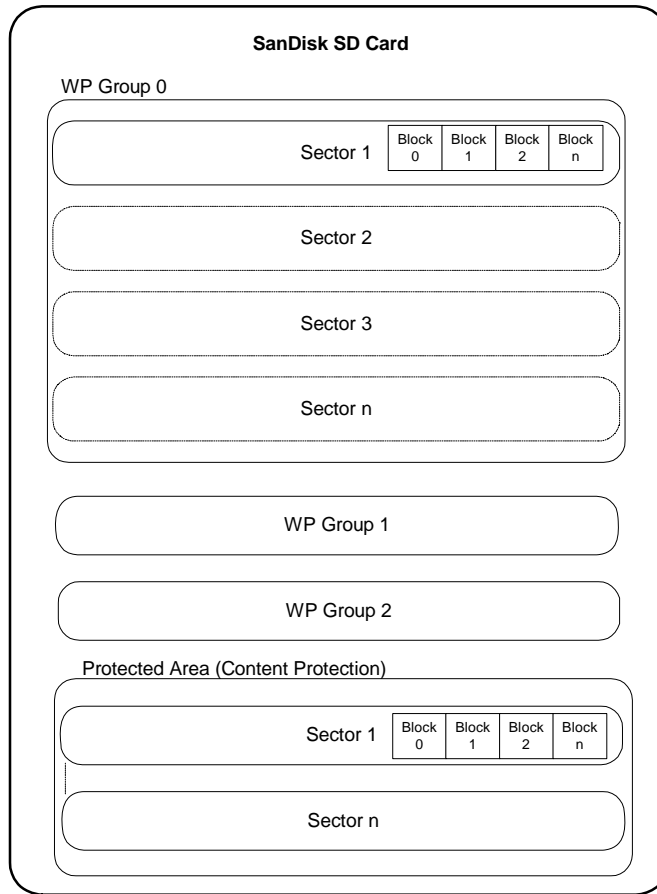 SanDisk SD Card
WP Group 0
Sector 1
Block Block Block Block
0 1 2 n
Sector 2
Sector 3
Sector n
WP Group 1
WP Group 2
Protected Area (Content Protection)
Sector 1
Block Block Block Block
0 1 2 n
Sector n